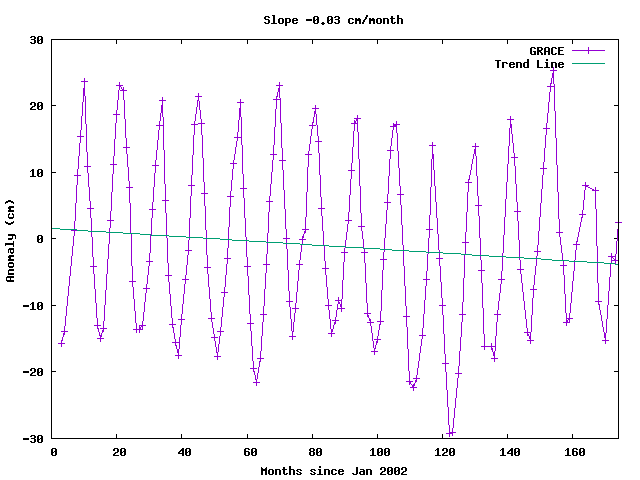 Slope -0.03 cm/month
GRACE
Trend Line
30
20
10
0
-10
-20
-30
Anomaly (cm)
0 20 40 60 80 100 120 140 160
Months since Jan 2002